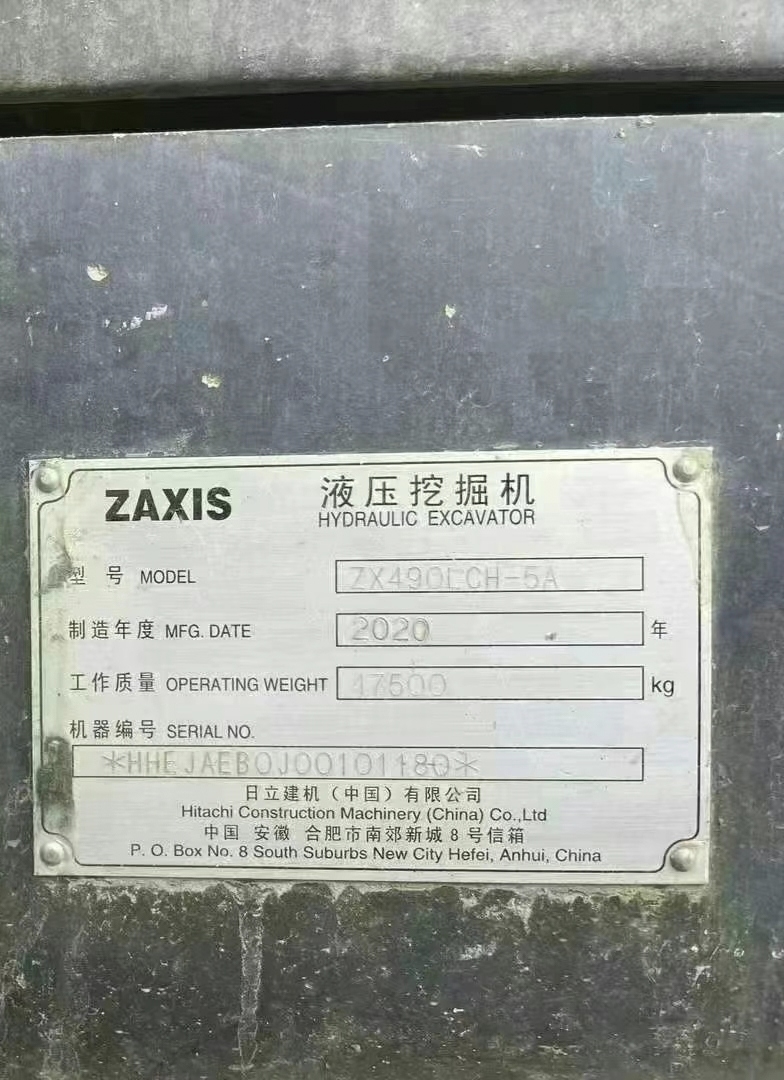 ZAXIS 液压挖掘机
HYDRAULIC EXCAVATOR
型号 MODEL ZX490LCH-5A
制造年度 MFG. DATE 2020 年
工作质量 OPERATING WEIGHT 47500 kg
机器编号 SERIAL NO.
*HHEJAEB0J00101180*
日立建机（中国）有限公司
Hitachi Construction Machinery (China) Co.,Ltd
中国 安徽 合肥市南郊新城8号信箱
P. O. Box No. 8 South Suburbs New City Hefei, Anhui, China